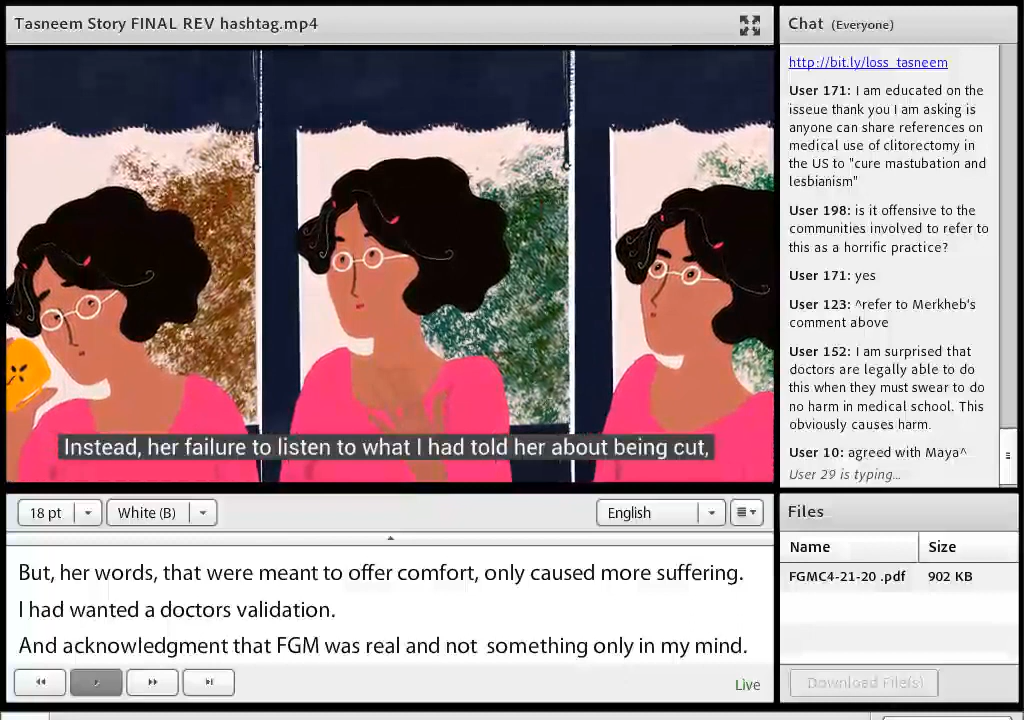 Tasneem Story FINAL REV hashtag.mp4
Instead, her failure to listen to what I had told her about being cut,
18 pt
White (B)
English
But, her words, that were meant to offer comfort, only caused more suffering.
I had wanted a doctors validation.
And acknowledgment that FGM was real and not  something only in my mind.
Live
Chat (Everyone)
http://bit.ly/loss_tasneem
User 171: I am educated on the
isseue thank you I am asking is
anyone can share references on
medical use of clitorectomy in
the US to "cure mastubation and
lesbianism"
User 198: is it offensive to the
communities involved to refer to
this as a horrific practice?
User 171: yes
User 123: ^refer to Merkheb's
comment above
User 152: I am surprised that
doctors are legally able to do
this when they must swear to do
no harm in medical school. This
obviously causes harm.
User 10: agreed with Maya^
User 29 is typing...
Files
Name Size
FGMC4-21-20 .pdf 902 KB
Download File(s)